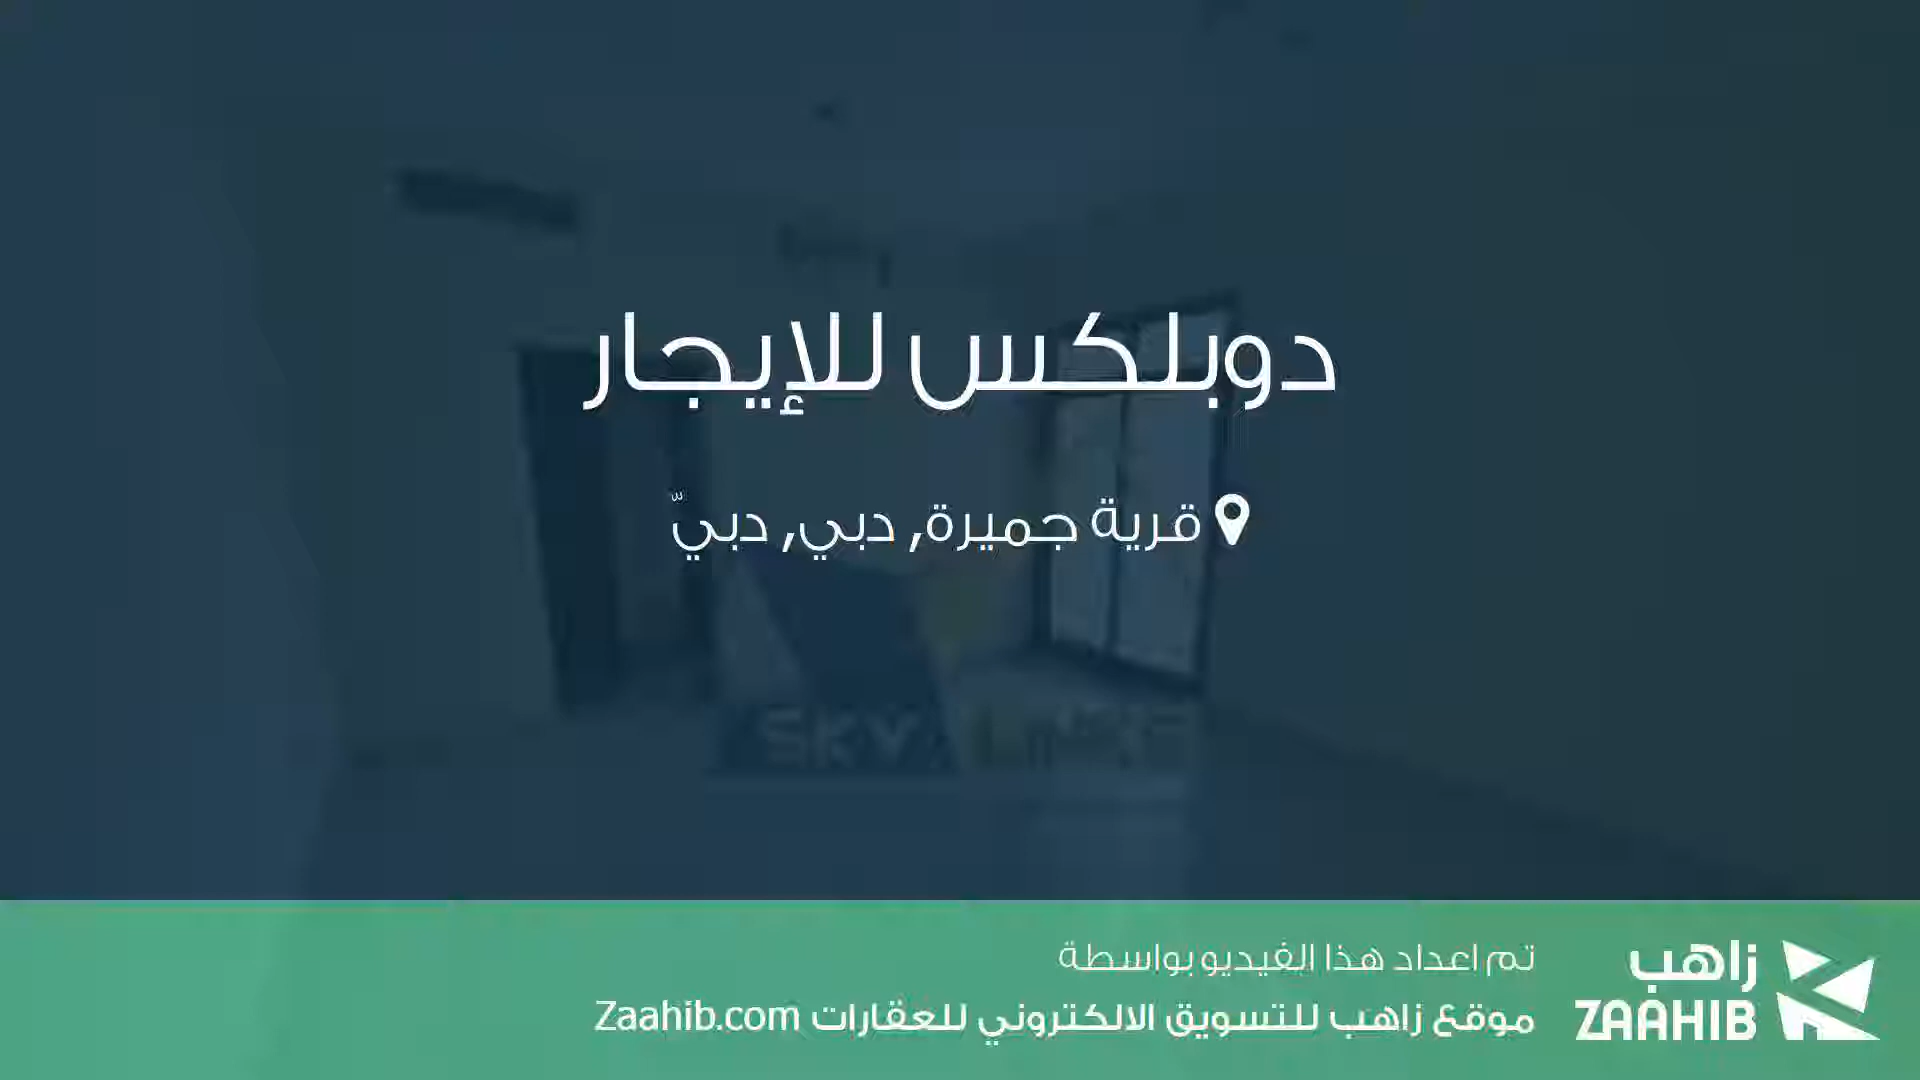 دوبلكس للإيجار
قرية جميرة, دبي, دبيّ
SKY
تم اعداد هذا الفيديو بواسطة
موقع زاهب للتسويق الالكتروني للعقارات Zaahib.com
زاهب
ZAAHIB